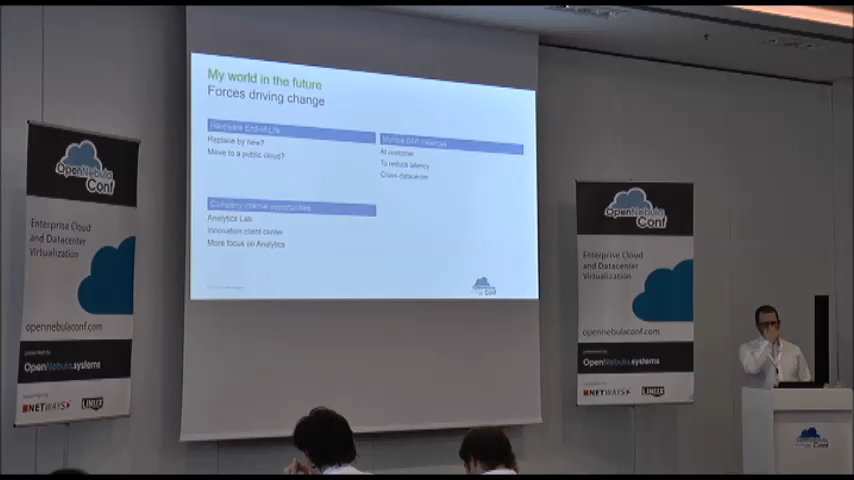 My world in the future
Forces driving change
Hardware End-of-Life
Replace by new?
Move to a public cloud?
At customer
To reduce latency
Cross-datacenter
Company internal opportunities
Analytics Lab
Innovation client center
More focus on Analytics
OpenNebula
Conf
Enterprise Cloud
and Datacenter
Virtualization
opennebulaconf.com
OpenNebula.systems
NETWAYS
LINUX
OpenNebula
Conf
Enterprise Cloud
and Datacenter
Virtualization
opennebulaconf.com
OpenNebula.systems
NETWAYS
LINUX
Conf
Conf